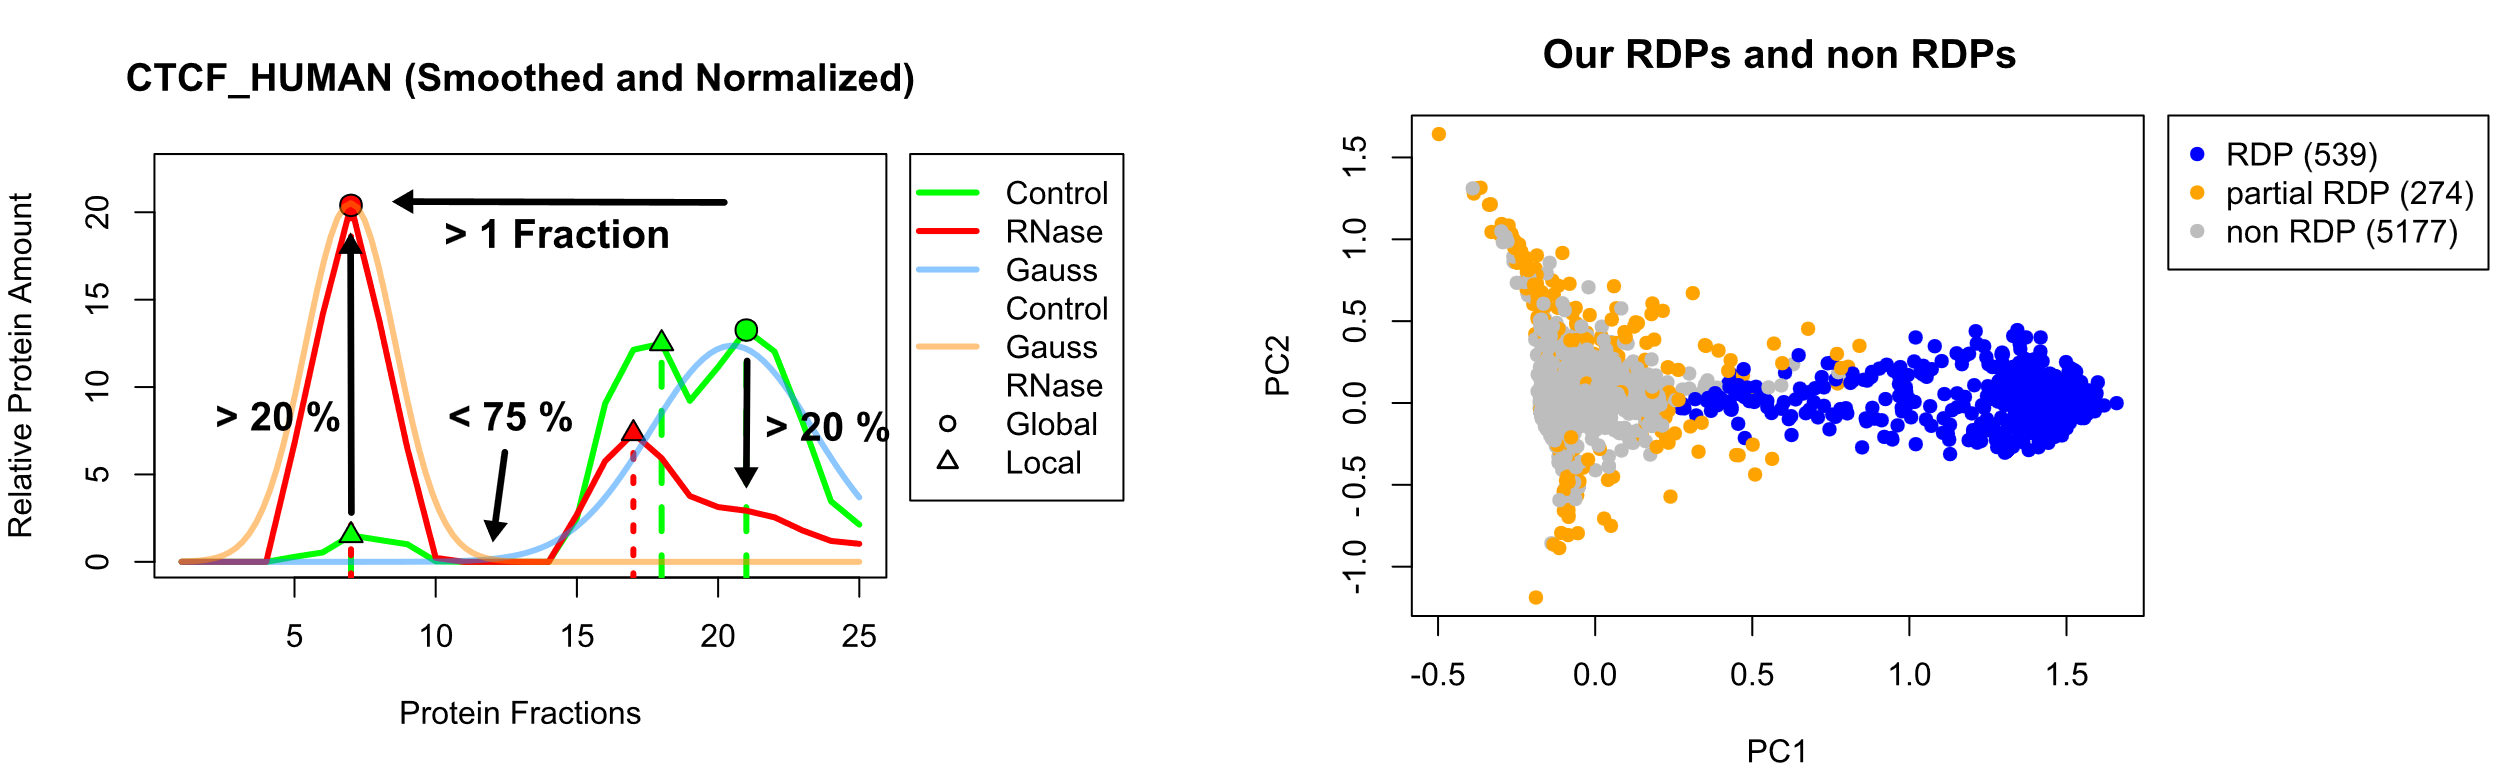 CTCF_HUMAN (Smoothed and Normalized)
Relative Protein Amount
0 5 10 15 20
> 1 Fraction
> 20 %
< 75 %
> 20 %
5 10 15 20 25
Protein Fractions
Control
RNase
Gauss
Control
Gauss
RNase
Global
Local
Our RDPs and non RDPs
PC2
-1.0 -0.5 0.0 0.5 1.0 1.5
-0.5 0.0 0.5 1.0 1.5
PC1
RDP (539)
partial RDP (274)
non RDP (5177)